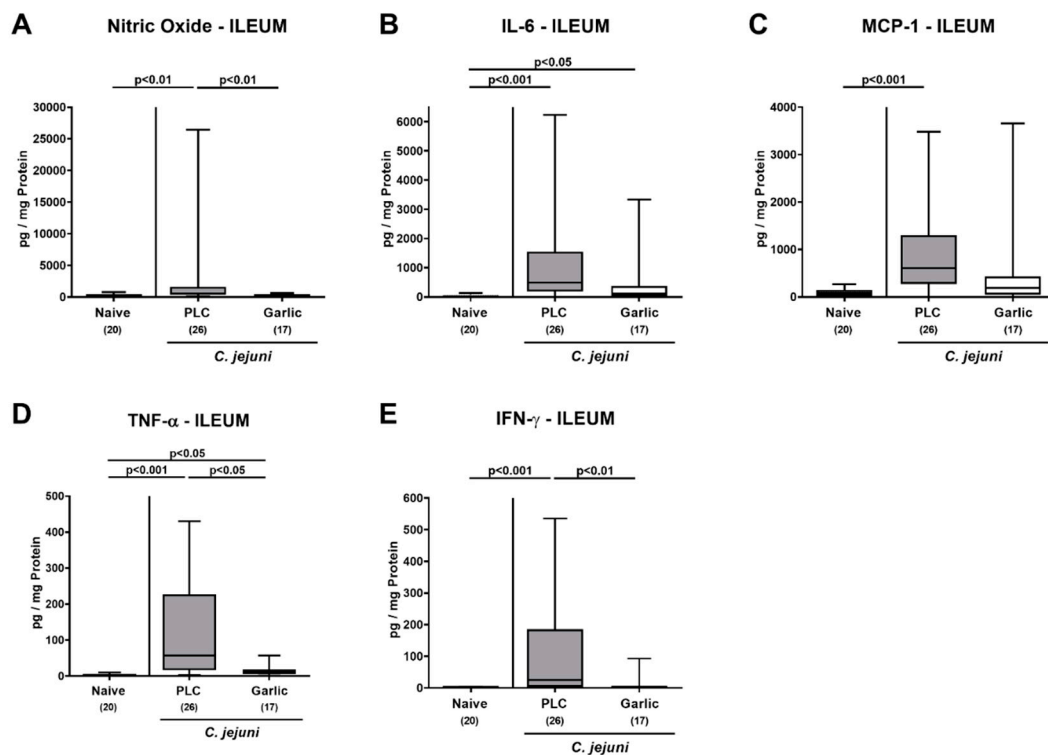 A
Nitric Oxide - ILEUM
p<0.01
p<0.01
30000
25000
20000
15000
10000
5000
0
pg / mg Protein
Naive
PLC
Garlic
(20)
(26)
(17)
C. jejuni
B
IL-6 - ILEUM
p<0.05
p<0.001
6000
5000
4000
3000
2000
1000
0
pg / mg Protein
Naive
PLC
Garlic
(20)
(26)
(17)
C. jejuni
C
MCP-1 - ILEUM
p<0.001
4000
3000
2000
1000
0
pg / mg Protein
Naive
PLC
Garlic
(20)
(26)
(17)
C. jejuni
D
TNF-α - ILEUM
p<0.05
p<0.001
p<0.05
500
400
300
200
100
0
pg / mg Protein
Naive
PLC
Garlic
(20)
(26)
(17)
C. jejuni
E
IFN-γ - ILEUM
p<0.001
p<0.01
600
500
400
300
200
100
0
pg / mg Protein
Naive
PLC
Garlic
(20)
(26)
(17)
C. jejuni